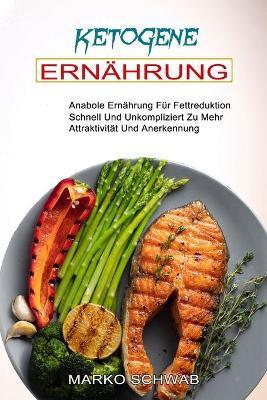 KETOGENE
ERNÄHRUNG
Anabole Ernährung Für Fettreduktion
Schnell Und Unkompliziert Zu Mehr
Attraktivität Und Anerkennung
MARKO SCHWAB